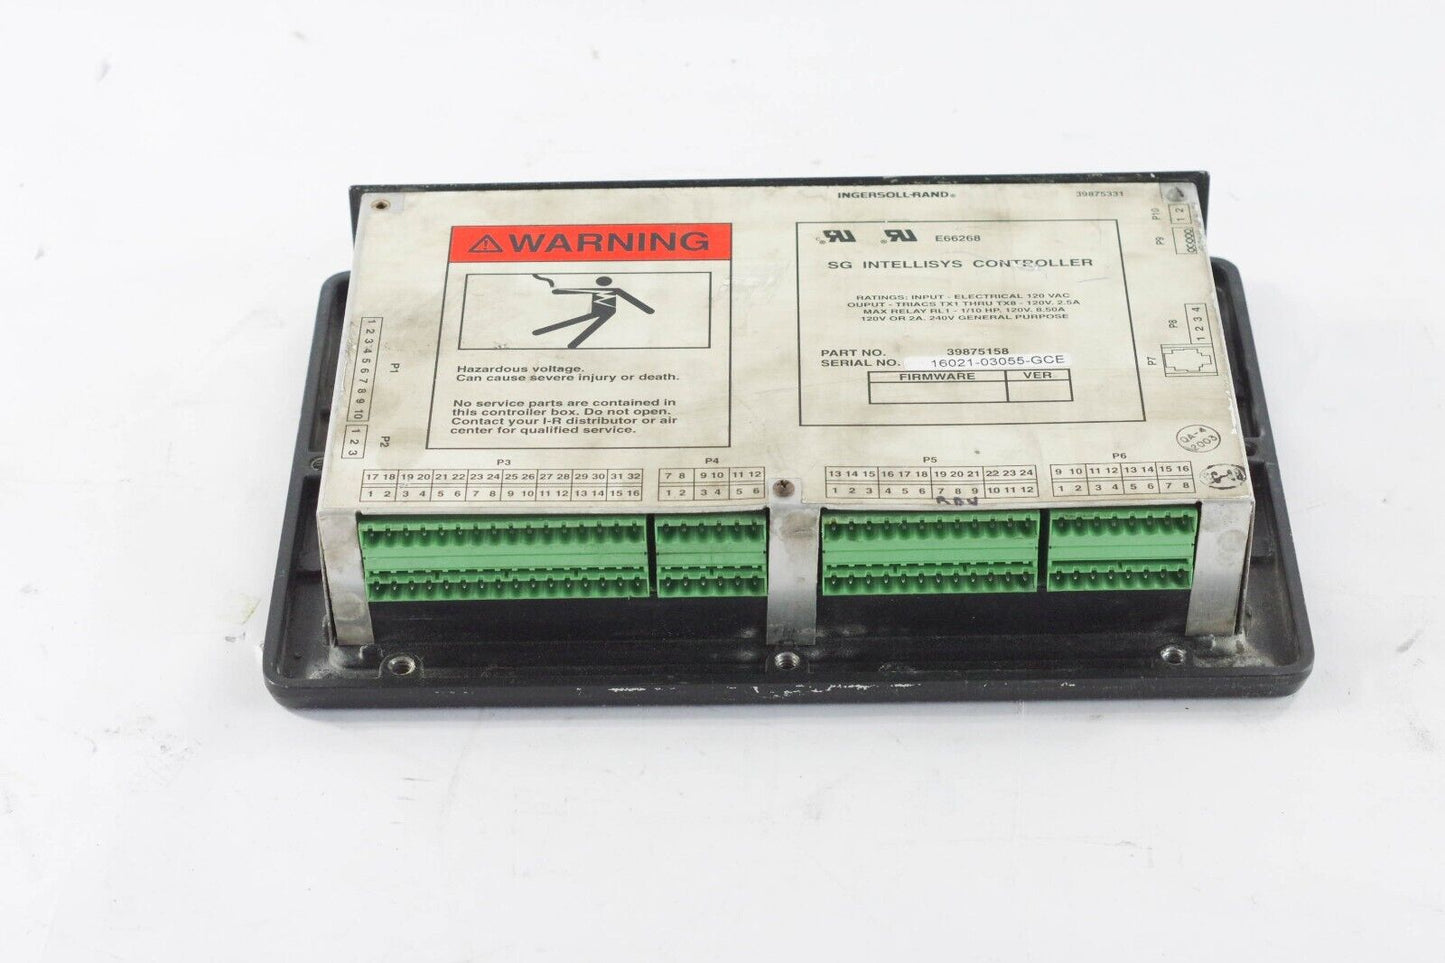 INGERSOLL-RAND® 39875331
WARNING
Hazardous voltage.
Can cause severe injury or death.
No service parts are contained in
this controller box. Do not open.
Contact your I-R distributor or air
center for qualified service.
E66268
SG INTELLISYS CONTROLLER
RATINGS: INPUT - ELECTRICAL 120 VAC
OUPUT - TRIACS TX1 THRU TX8 - 120V, 2.5A
MAX RELAY RL1 - 1/10 HP, 120V, 8.50A
120V OR 2A, 240V GENERAL PURPOSE
PART NO. 39875158
SERIAL NO. 16021-03055-GCE
FIRMWARE VER
P10
1 2
P9
P8
1 2 3 4
P7
P1
1 2 3 4 5 6 7 8 9 10
P2
1 2 3
P3
17 18 19 20 21 22 23 24 25 26 27 28 29 30 31 32
1 2 3 4 5 6 7 8 9 10 11 12 13 14 15 16
P4
7 8 9 10 11 12
1 2 3 4 5 6
P5
13 14 15 16 17 18 19 20 21 22 23 24
1 2 3 4 5 6 7 8 9 10 11 12
P6
9 10 11 12 13 14 15 16
1 2 3 4 5 6 7 8
QA-4
2003